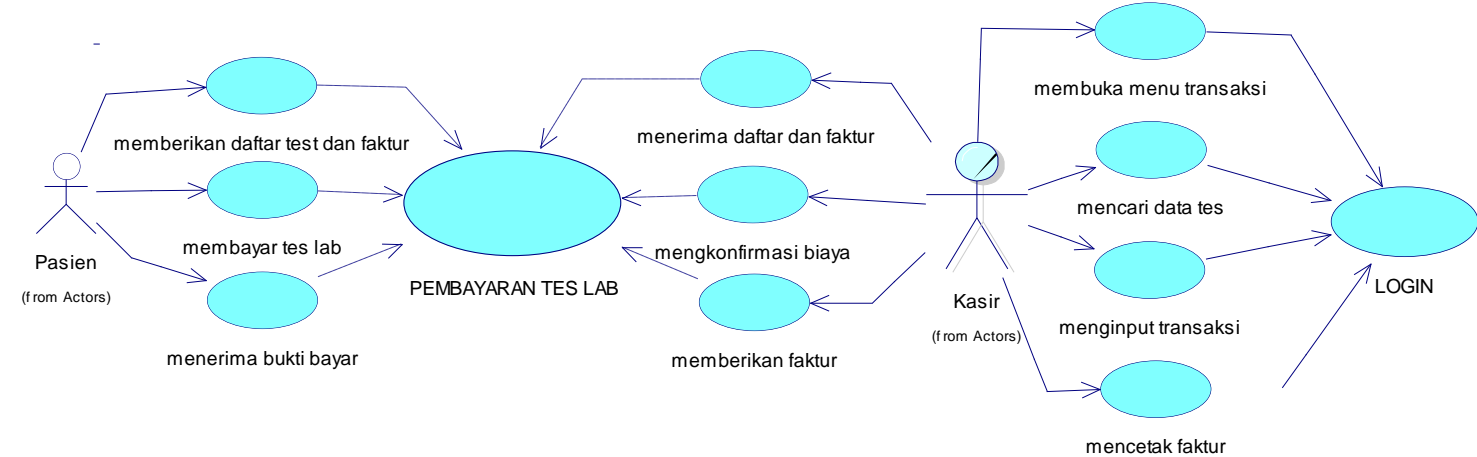 membuka menu transaksi
memberikan daftar test dan faktur
menerima daftar dan faktur
mencari data tes
membayar tes lab
mengkonfirmasi biaya
Pasien
(from Actors)
PEMBAYARAN TES LAB
Kasir
(from Actors)
LOGIN
menginput transaksi
menerima bukti bayar
memberikan faktur
mencetak faktur